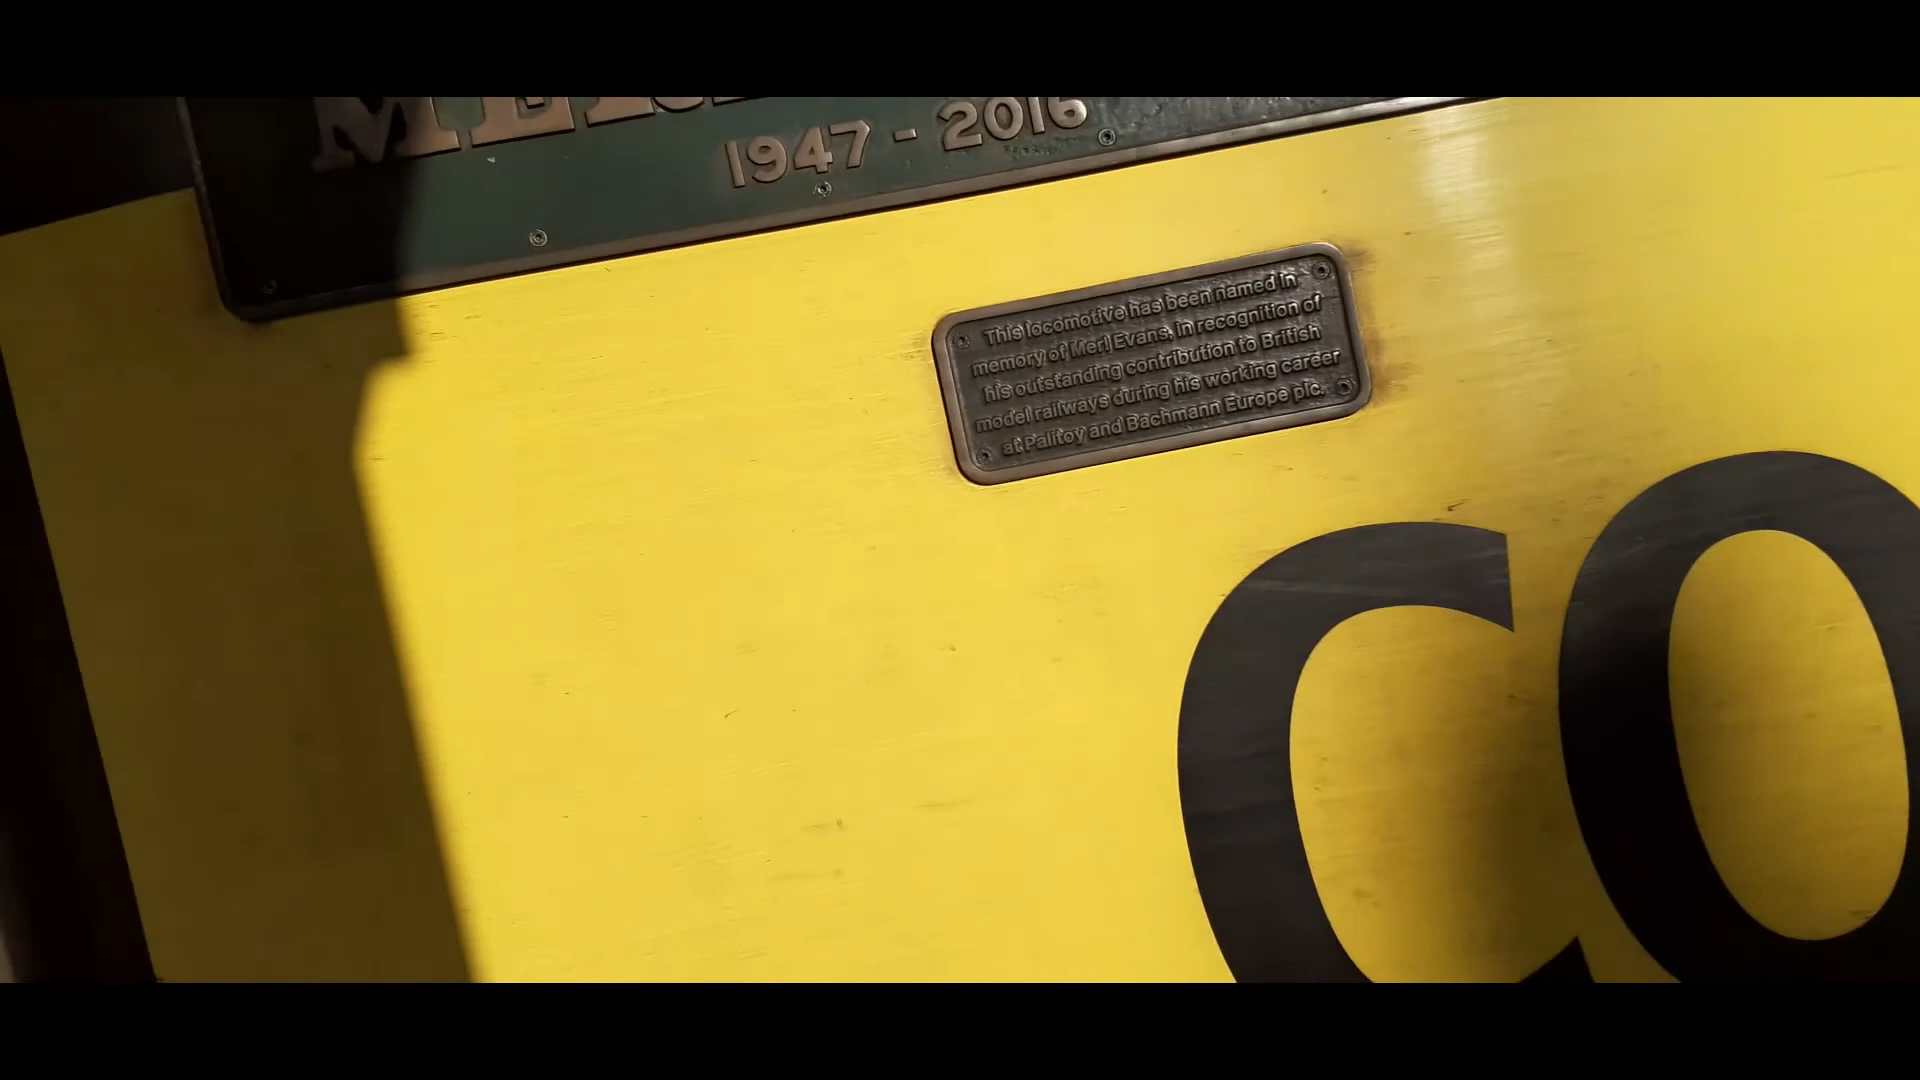 MERL
1947 - 2016
This locomotive has been named in
memory of Merl Evans, in recognition of
his outstanding contribution to British
model railways during his working career
at Palitoy and Bachmann Europe plc.
CO